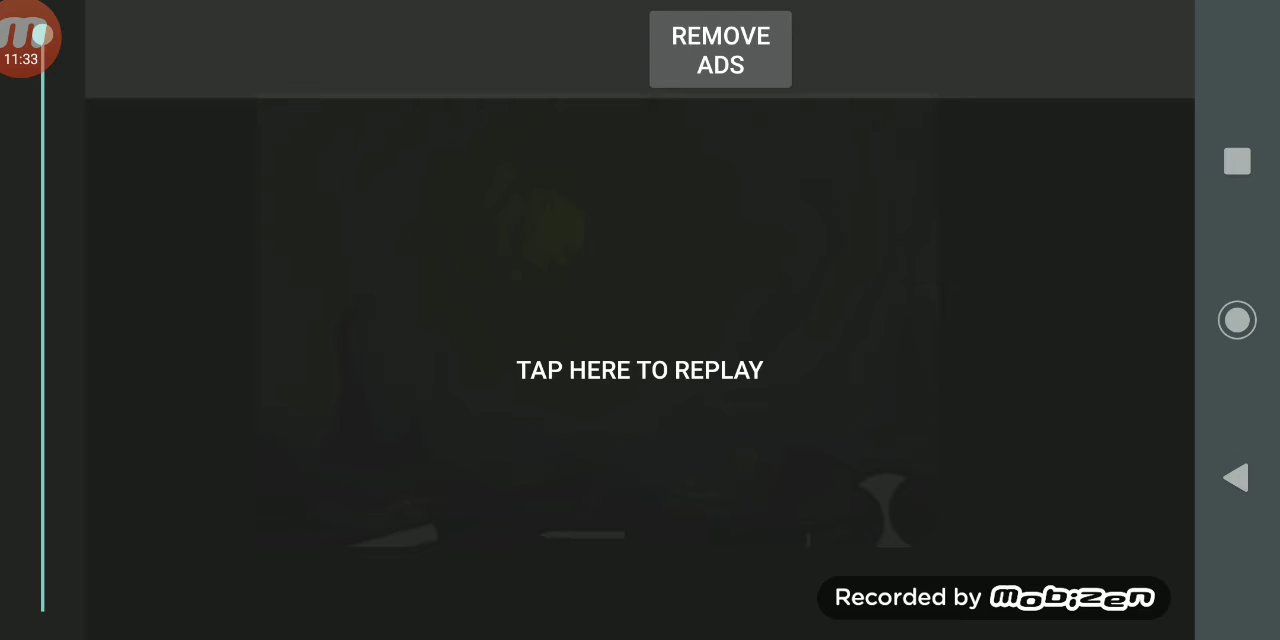 11:33
REMOVE
ADS
TAP HERE TO REPLAY
Recorded by mobizen